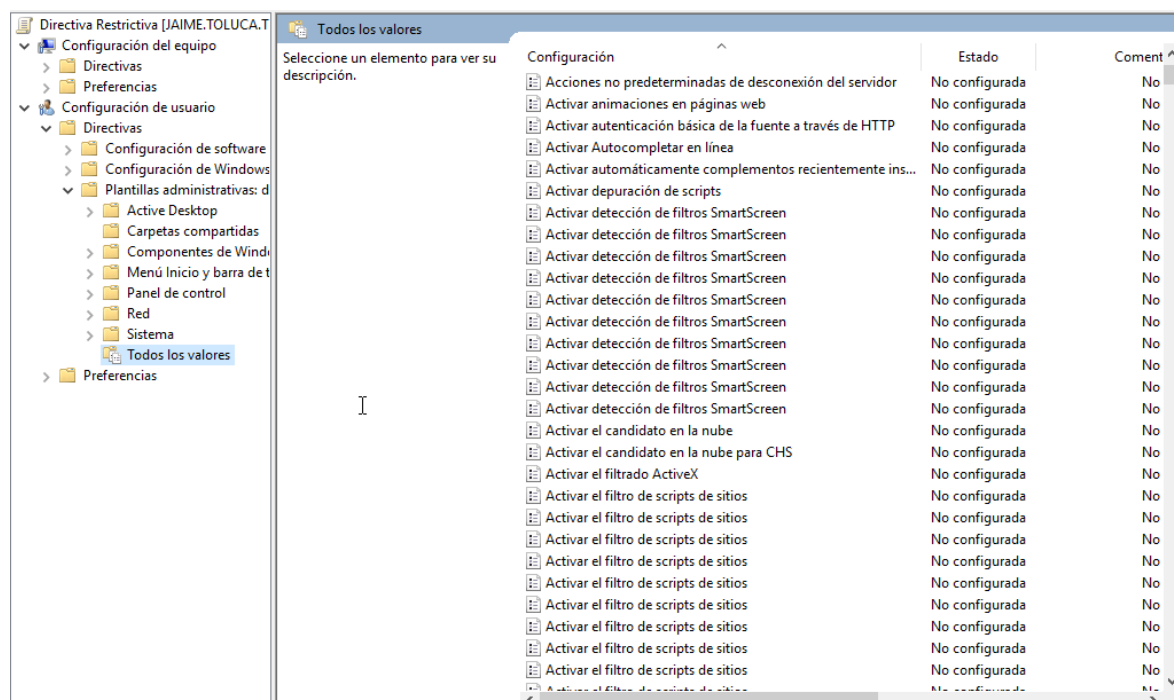 Directiva Restrictiva [JAIME.TOLUCA.T
Configuración del equipo
Directivas
Preferencias
Configuración de usuario
Directivas
Configuración de software
Configuración de Windows
Plantillas administrativas: d
Active Desktop
Carpetas compartidas
Componentes de Wind
Menú Inicio y barra de t
Panel de control
Red
Sistema
Todos los valores
Preferencias
Todos los valores
Seleccione un elemento para ver su
descripción.
Configuración Estado Coment
Acciones no predeterminadas de desconexión del servidor No configurada No
Activar animaciones en páginas web No configurada No
Activar autenticación básica de la fuente a través de HTTP No configurada No
Activar Autocompletar en línea No configurada No
Activar automáticamente complementos recientemente ins... No configurada No
Activar depuración de scripts No configurada No
Activar detección de filtros SmartScreen No configurada No
Activar detección de filtros SmartScreen No configurada No
Activar detección de filtros SmartScreen No configurada No
Activar detección de filtros SmartScreen No configurada No
Activar detección de filtros SmartScreen No configurada No
Activar detección de filtros SmartScreen No configurada No
Activar detección de filtros SmartScreen No configurada No
Activar detección de filtros SmartScreen No configurada No
Activar detección de filtros SmartScreen No configurada No
Activar detección de filtros SmartScreen No configurada No
Activar el candidato en la nube No configurada No
Activar el candidato en la nube para CHS No configurada No
Activar el filtrado ActiveX No configurada No
Activar el filtro de scripts de sitios No configurada No
Activar el filtro de scripts de sitios No configurada No
Activar el filtro de scripts de sitios No configurada No
Activar el filtro de scripts de sitios No configurada No
Activar el filtro de scripts de sitios No configurada No
Activar el filtro de scripts de sitios No configurada No
Activar el filtro de scripts de sitios No configurada No
Activar el filtro de scripts de sitios No configurada No
Activar el filtro de scripts de sitios No configurada No